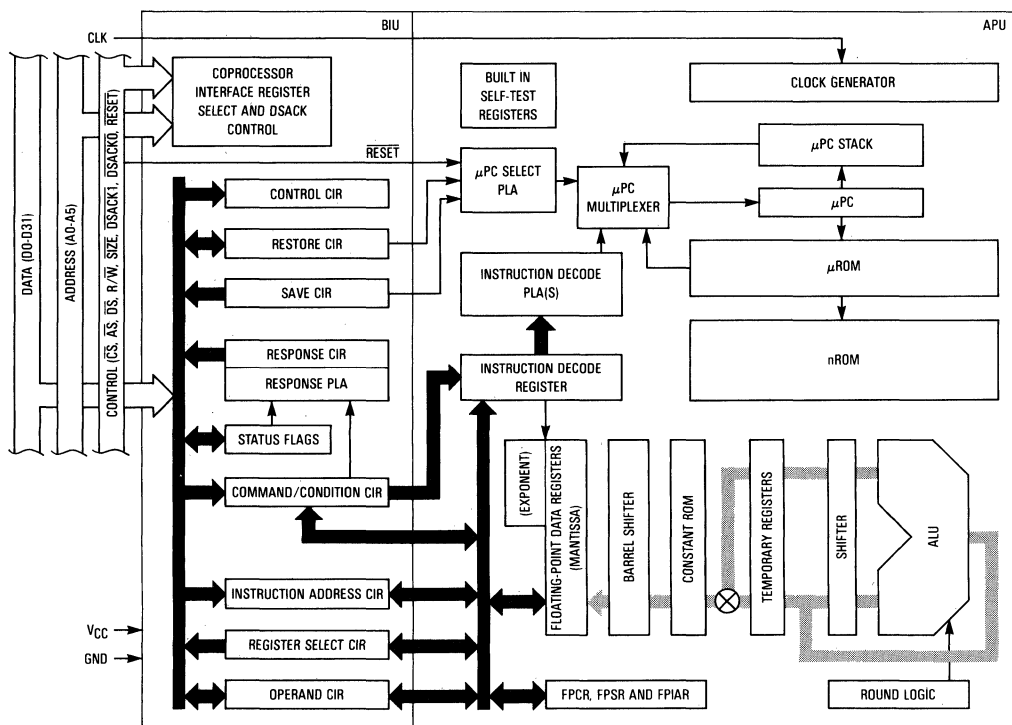 BIU
APU
CLK
COPROCESSOR
INTERFACE REGISTER
SELECT AND DSACK
CONTROL
BUILT IN
SELF-TEST
REGISTERS
CLOCK GENERATOR
DATA (D0-D31)
ADDRESS (A0-A5)
CONTROL (CS, AS, DS, R/W, SIZE, DSACK1, DSACK0, RESET)
RESET
µPC SELECT
PLA
µPC
MULTIPLEXER
µPC STACK
µPC
µROM
nROM
CONTROL CIR
RESTORE CIR
SAVE CIR
INSTRUCTION DECODE
PLA(S)
RESPONSE CIR
RESPONSE PLA
INSTRUCTION DECODE
REGISTER
STATUS FLAGS
COMMAND/CONDITION CIR
(EXPONENT)
FLOATING-POINT DATA REGISTERS
(MANTISSA)
BARREL SHIFTER
CONSTANT ROM
TEMPORARY REGISTERS
SHIFTER
ALU
INSTRUCTION ADDRESS CIR
VCC
GND
REGISTER SELECT CIR
OPERAND CIR
FPCR, FPSR AND FPIAR
ROUND LOGIC